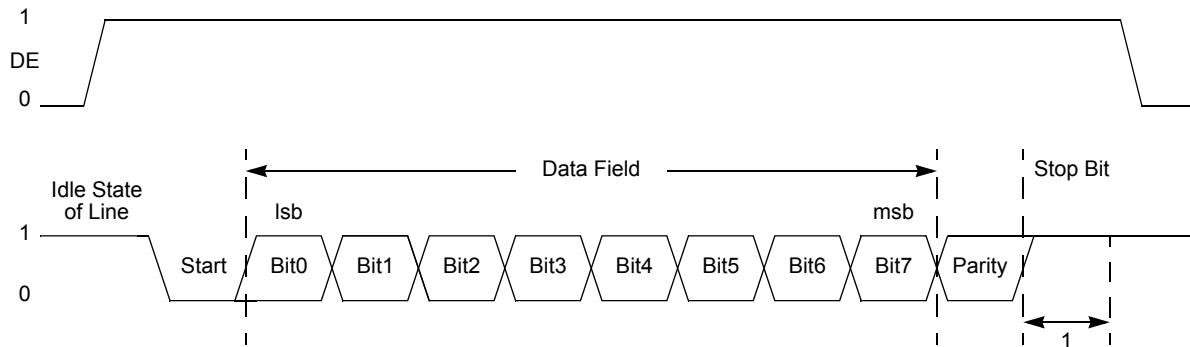 1
DE
0
Data Field
Stop Bit
Idle State
of Line
lsb
msb
1
Start
Bit0
Bit1
Bit2
Bit3
Bit4
Bit5
Bit6
Bit7
Parity
0
1